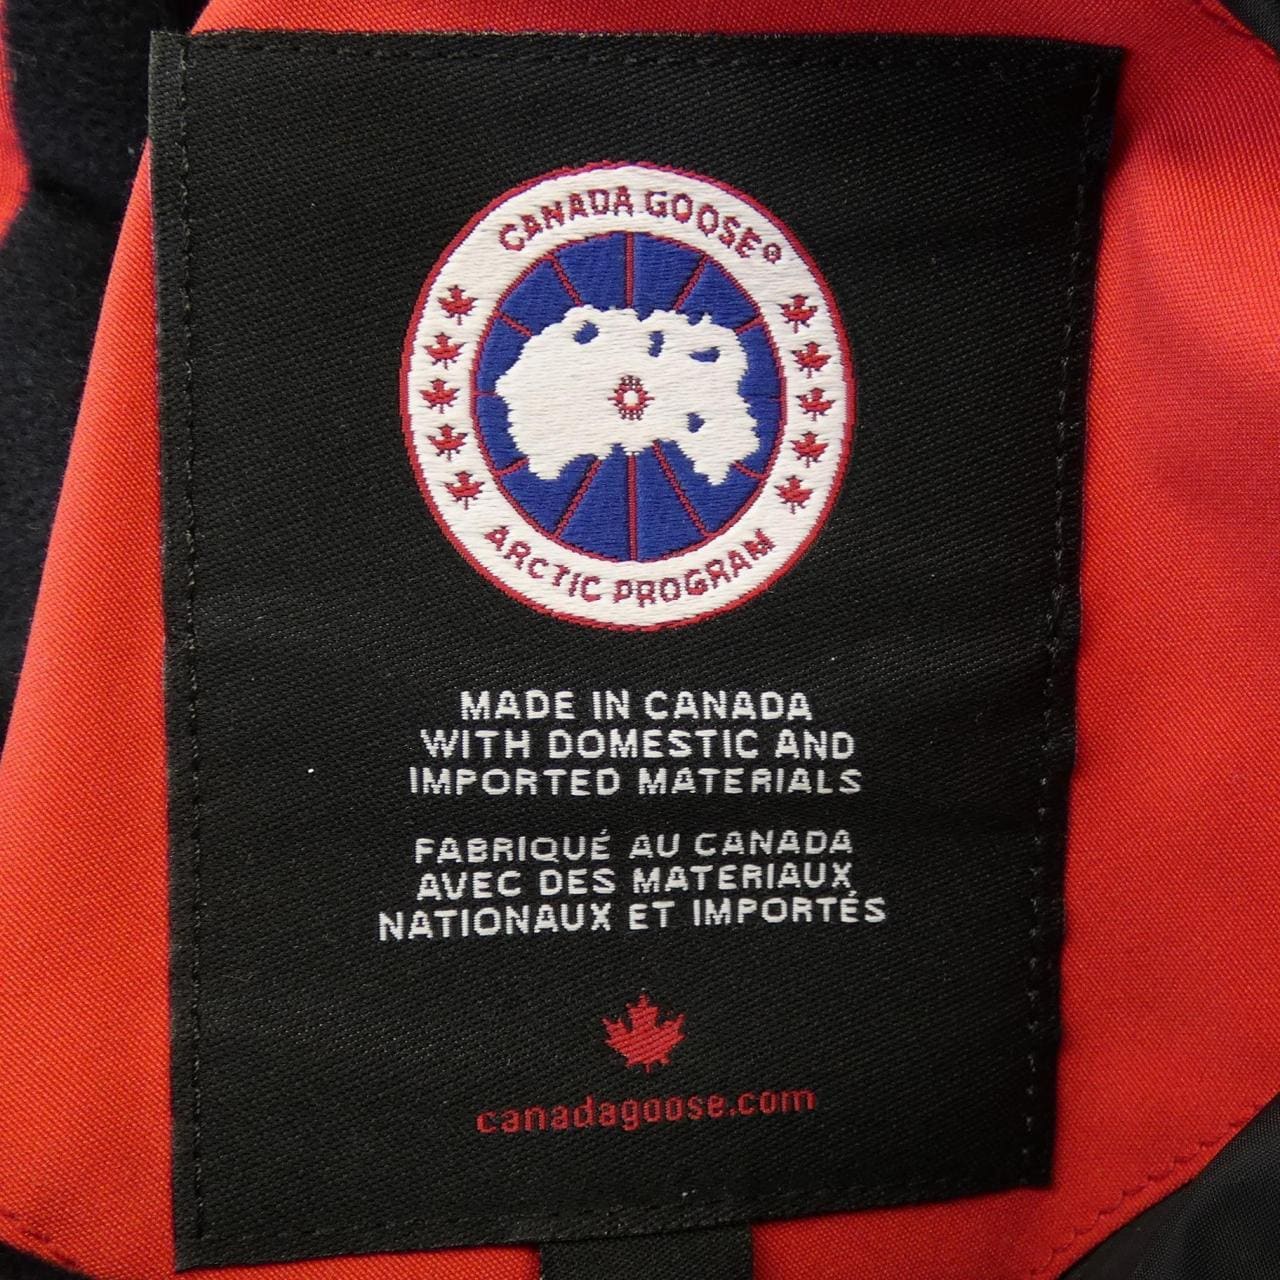 CANADA GOOSE®
ARCTIC PROGRAM
MADE IN CANADA
WITH DOMESTIC AND
IMPORTED MATERIALS
FABRIQUÉ AU CANADA
AVEC DES MATERIAUX
NATIONAUX ET IMPORTÉS
canadagoose.com